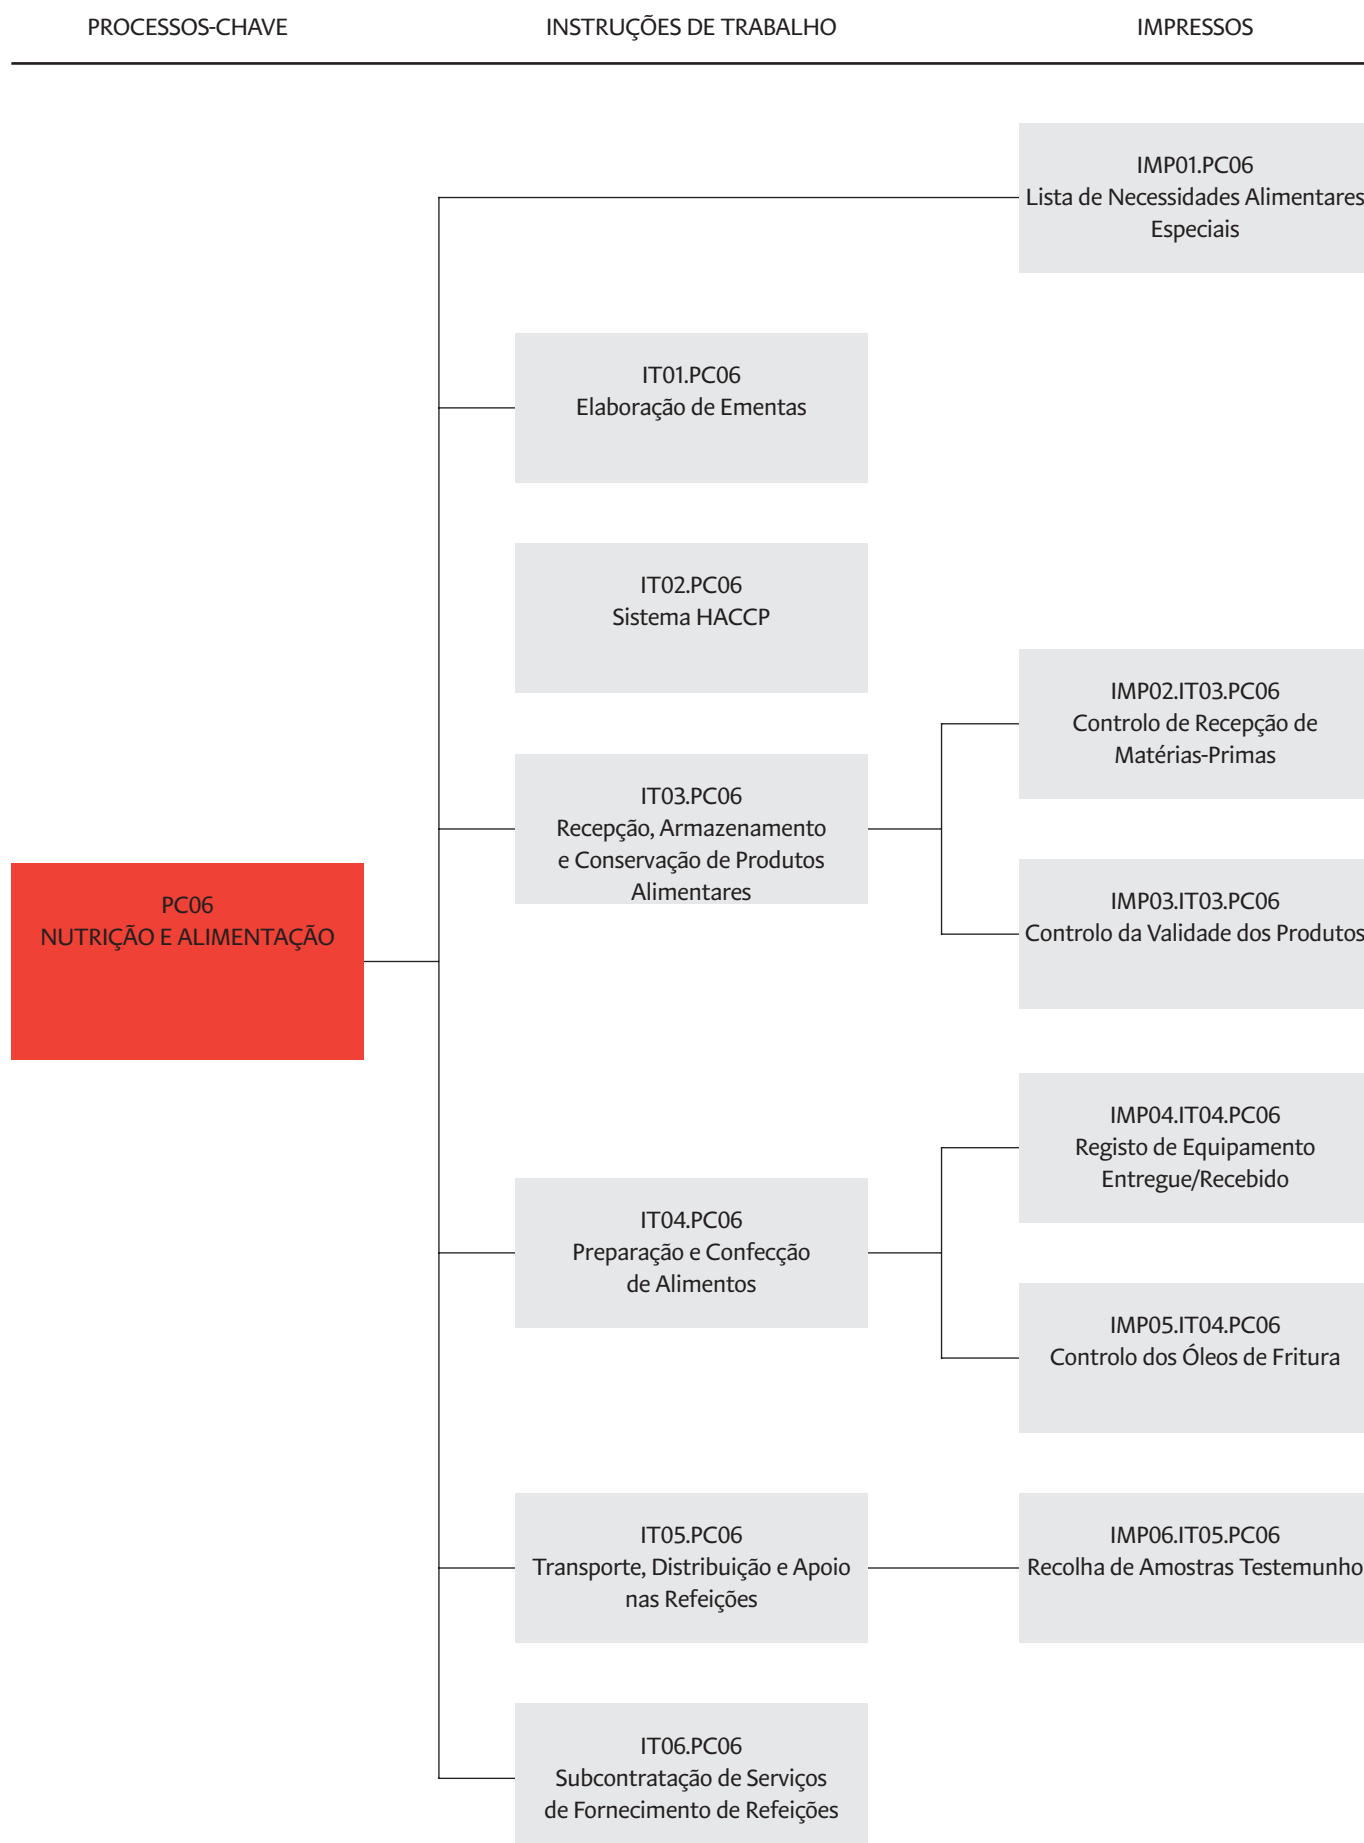 PROCESSOS-CHAVE
INSTRUÇÕES DE TRABALHO
IMPRESSOS
IMP01.PC06
Lista de Necessidades Alimentares
Especiais
IT01.PC06
Elaboração de Ementas
IT02.PC06
Sistema HACCP
IMP02.IT03.PC06
Controlo de Recepção de
Matérias-Primas
IT03.PC06
Recepção, Armazenamento
e Conservação de Produtos
Alimentares
IMP03.IT03.PC06
Controlo da Validade dos Produtos
PC06
NUTRIÇÃO E ALIMENTAÇÃO
IMP04.IT04.PC06
Registo de Equipamento
Entregue/Recebido
IT04.PC06
Preparação e Confecção
de Alimentos
IMP05.IT04.PC06
Controlo dos Óleos de Fritura
IT05.PC06
Transporte, Distribuição e Apoio
nas Refeições
IMP06.IT05.PC06
Recolha de Amostras Testemunho
IT06.PC06
Subcontratação de Serviços
de Fornecimento de Refeições